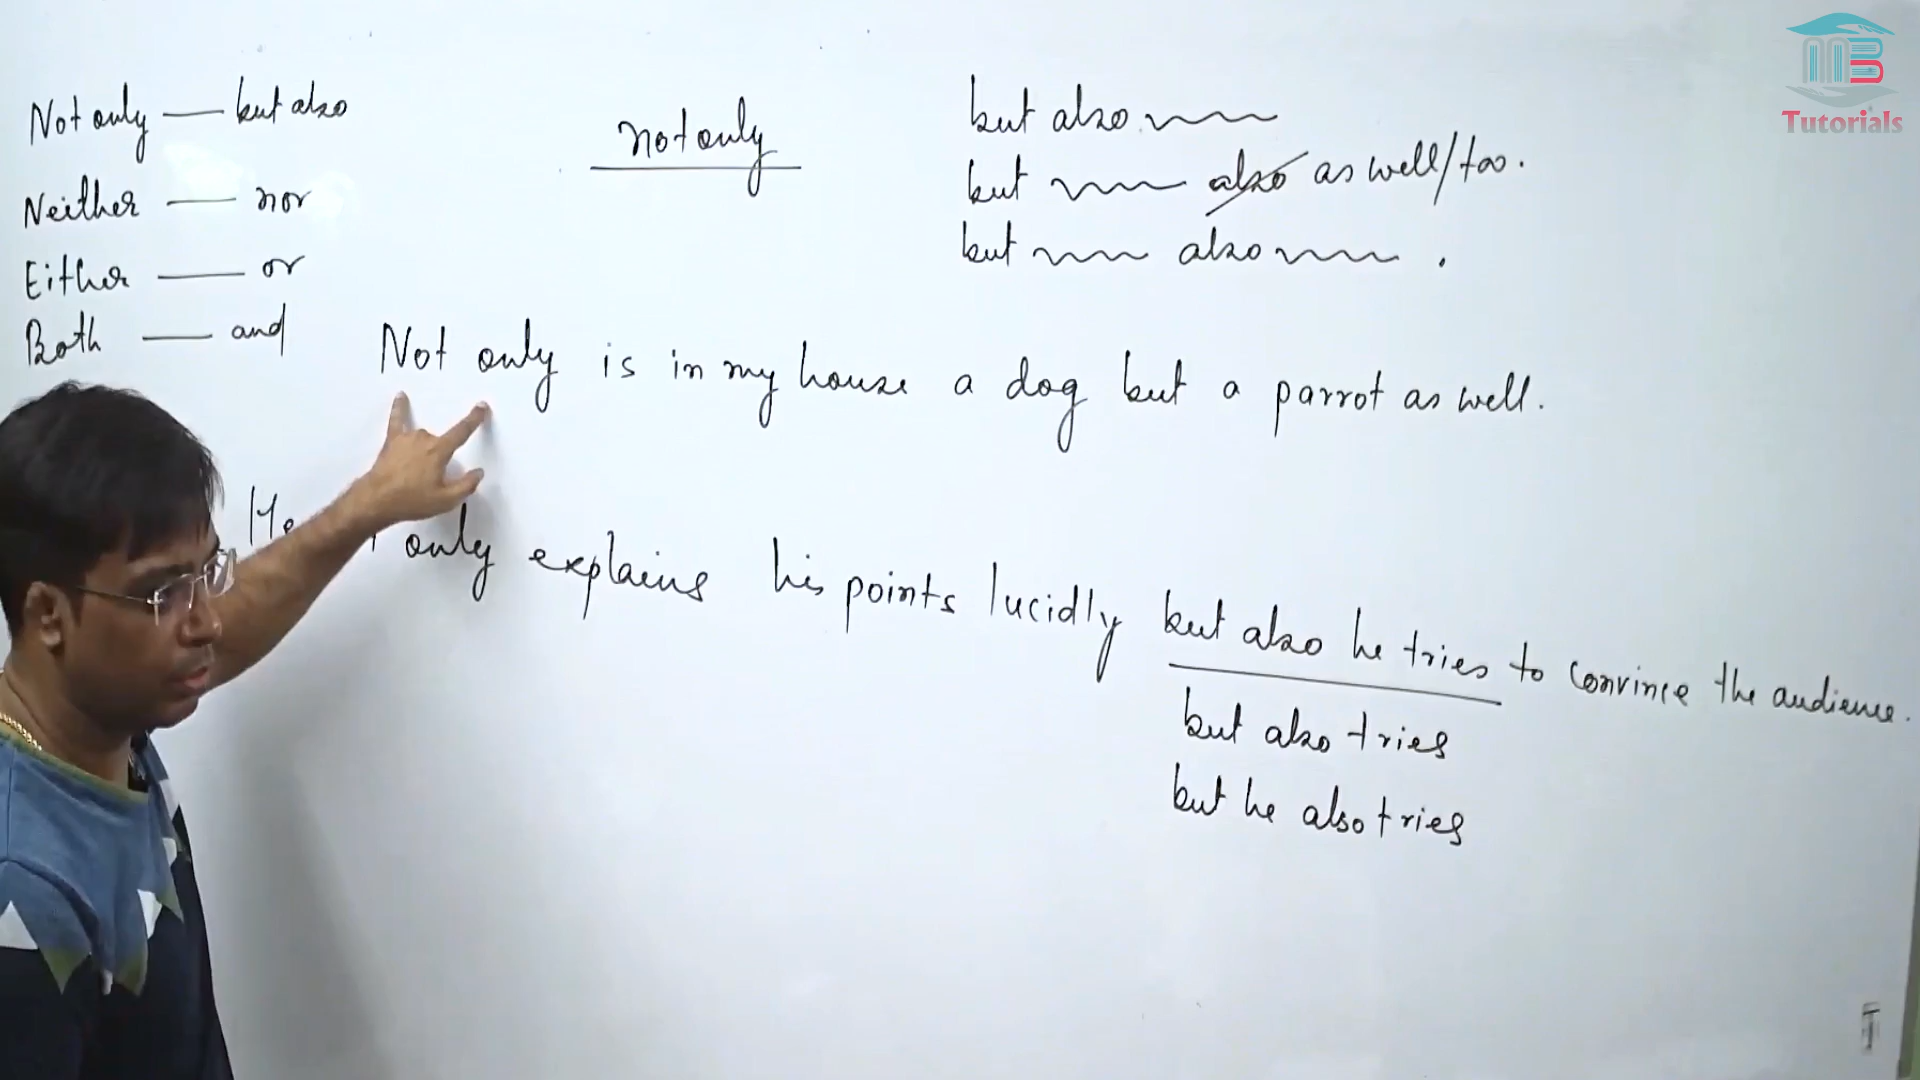 Not only — but also
Neither — nor
Either — or
Both — and
not only
but also
but also as well/too.
but also .
Not only is in my house a dog but a parrot as well.
He only explains his points lucidly but also he tries to convince the audience.
but also tries
but he also tries
MB
Tutorials